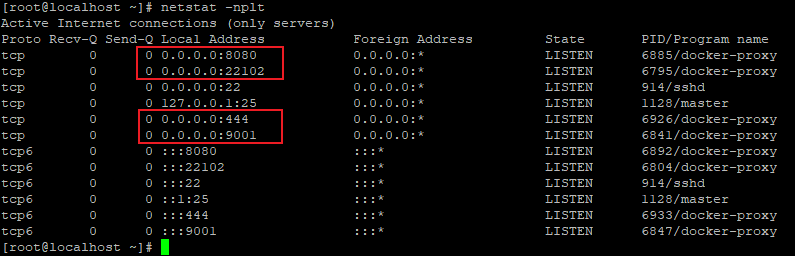 [root@localhost ~]# netstat -nplt
Active Internet connections (only servers)
Proto Recv-Q Send-Q Local Address           Foreign Address         State       PID/Program name
tcp        0      0 0.0.0.0:8080            0.0.0.0:*               LISTEN      6885/docker-proxy
tcp        0      0 0.0.0.0:22102           0.0.0.0:*               LISTEN      6795/docker-proxy
tcp        0      0 0.0.0.0:22              0.0.0.0:*               LISTEN      914/sshd
tcp        0      0 127.0.0.1:25            0.0.0.0:*               LISTEN      1128/master
tcp        0      0 0.0.0.0:444             0.0.0.0:*               LISTEN      6926/docker-proxy
tcp        0      0 0.0.0.0:9001            0.0.0.0:*               LISTEN      6841/docker-proxy
tcp6       0      0 :::8080                 :::*                    LISTEN      6892/docker-proxy
tcp6       0      0 :::22102                :::*                    LISTEN      6804/docker-proxy
tcp6       0      0 :::22                   :::*                    LISTEN      914/sshd
tcp6       0      0 ::1:25                  :::*                    LISTEN      1128/master
tcp6       0      0 :::444                  :::*                    LISTEN      6933/docker-proxy
tcp6       0      0 :::9001                 :::*                    LISTEN      6847/docker-proxy
[root@localhost ~]#